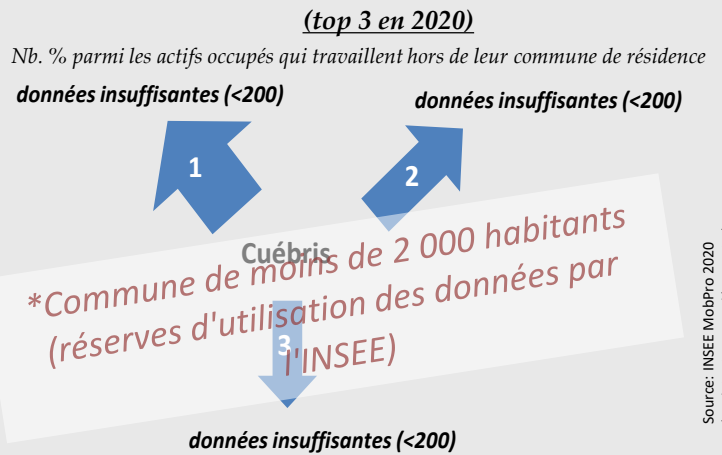 (top 3 en 2020)
Nb. % parmi les actifs occupés qui travaillent hors de leur commune de résidence
données insuffisantes (<200)
données insuffisantes (<200)
1
2
Cuébris
*Commune de moins de 2 000 habitants
(réserves d'utilisation des données par
l'INSEE)
3
données insuffisantes (<200)
Source: INSEE MobPro 2020